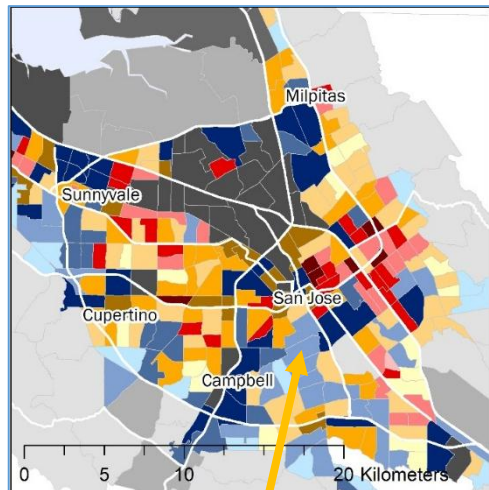 Milpitas
Sunnyvale
San Jose
Cupertino
Campbell
0 5 10 20 Kilometers